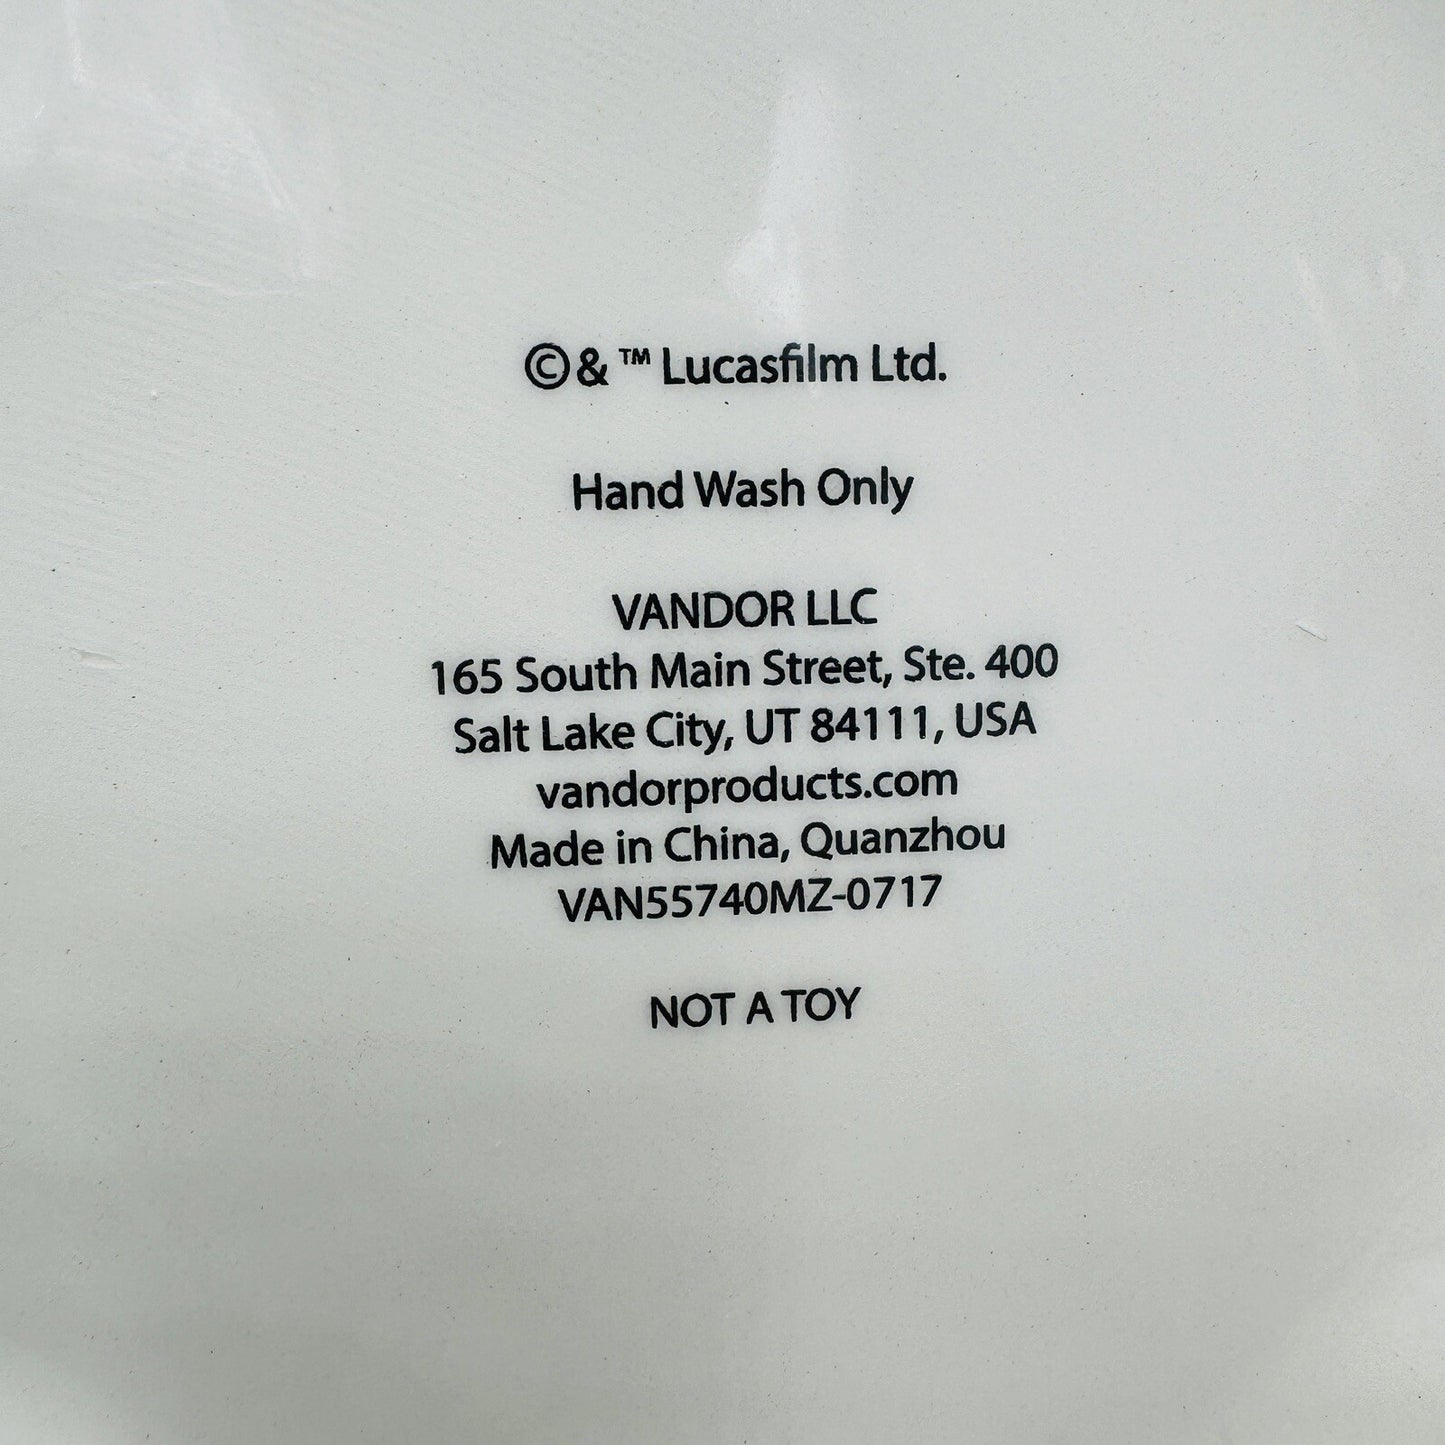 ©& ™ Lucasfilm Ltd.
Hand Wash Only
VANDOR LLC
165 South Main Street, Ste. 400
Salt Lake City, UT 84111, USA
vandorproducts.com
Made in China, Quanzhou
VAN55740MZ-0717
NOT A TOY